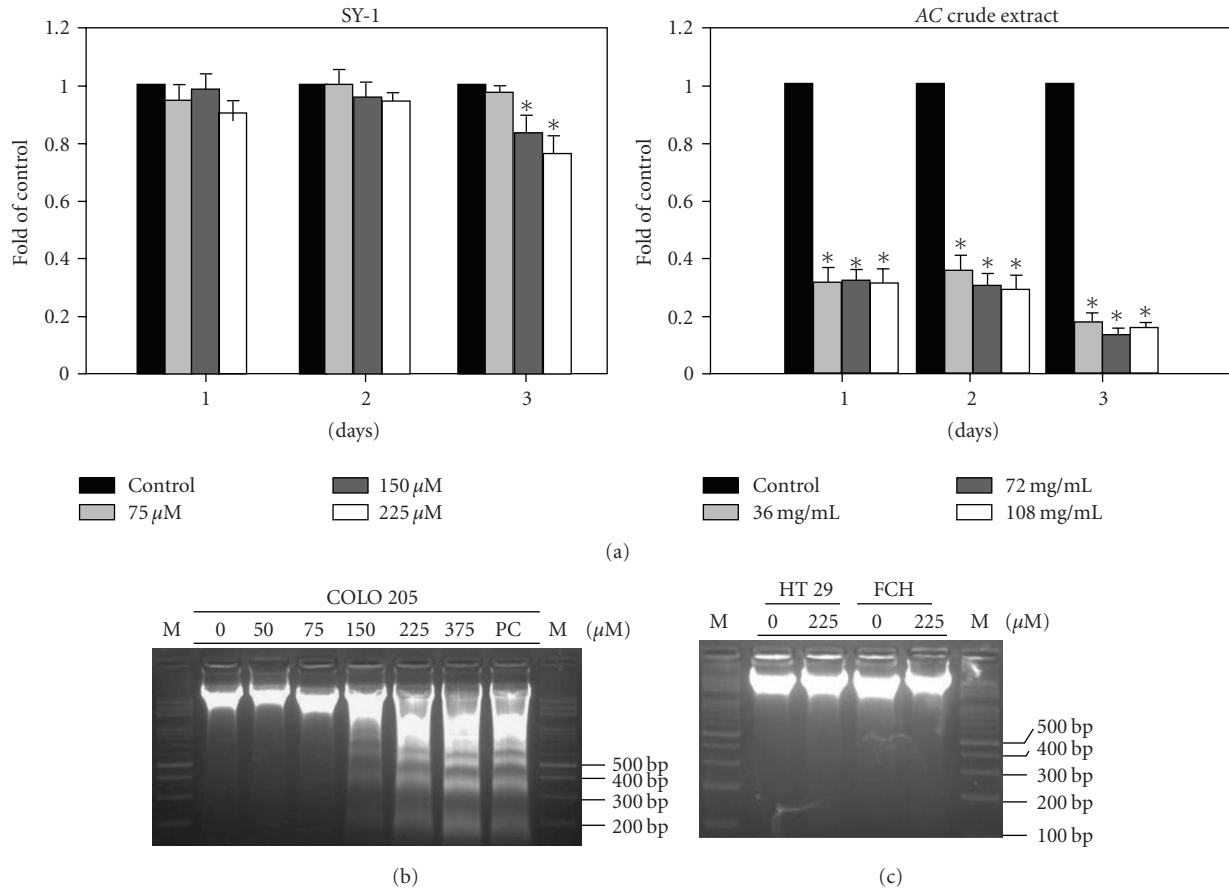 SY-1
AC crude extract
1.2
1
0.8
0.6
0.4
0.2
0
Fold of control
* *
1 2 3
(days)
1.2
1
0.8
0.6
0.4
0.2
0
Fold of control
* * * * * * * * *
1 2 3
(days)
Control
75 μM
150 μM
225 μM
Control
36 mg/mL
72 mg/mL
108 mg/mL
(a)
COLO 205
M 0 50 75 150 225 375 PC M (μM)
500 bp
400 bp
300 bp
200 bp
(b)
HT 29 FCH
M 0 225 0 225 M (μM)
500 bp
400 bp
300 bp
200 bp
100 bp
(c)